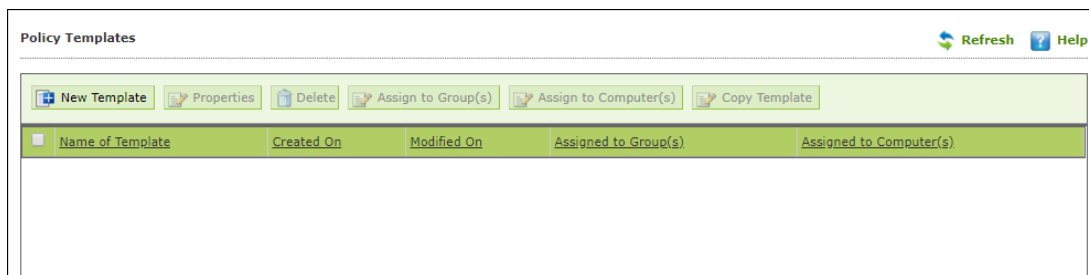 Policy Templates Refresh Help
New Template Properties Delete Assign to Group(s) Assign to Computer(s) Copy Template
Name of Template Created On Modified On Assigned to Group(s) Assigned to Computer(s)